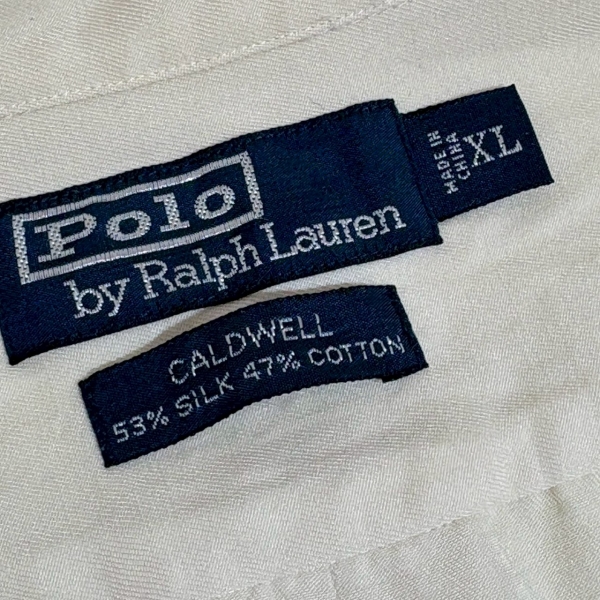 Polo
by Ralph Lauren
MADE IN
CHINA
XL
CALDWELL
53% SILK 47% COTTON